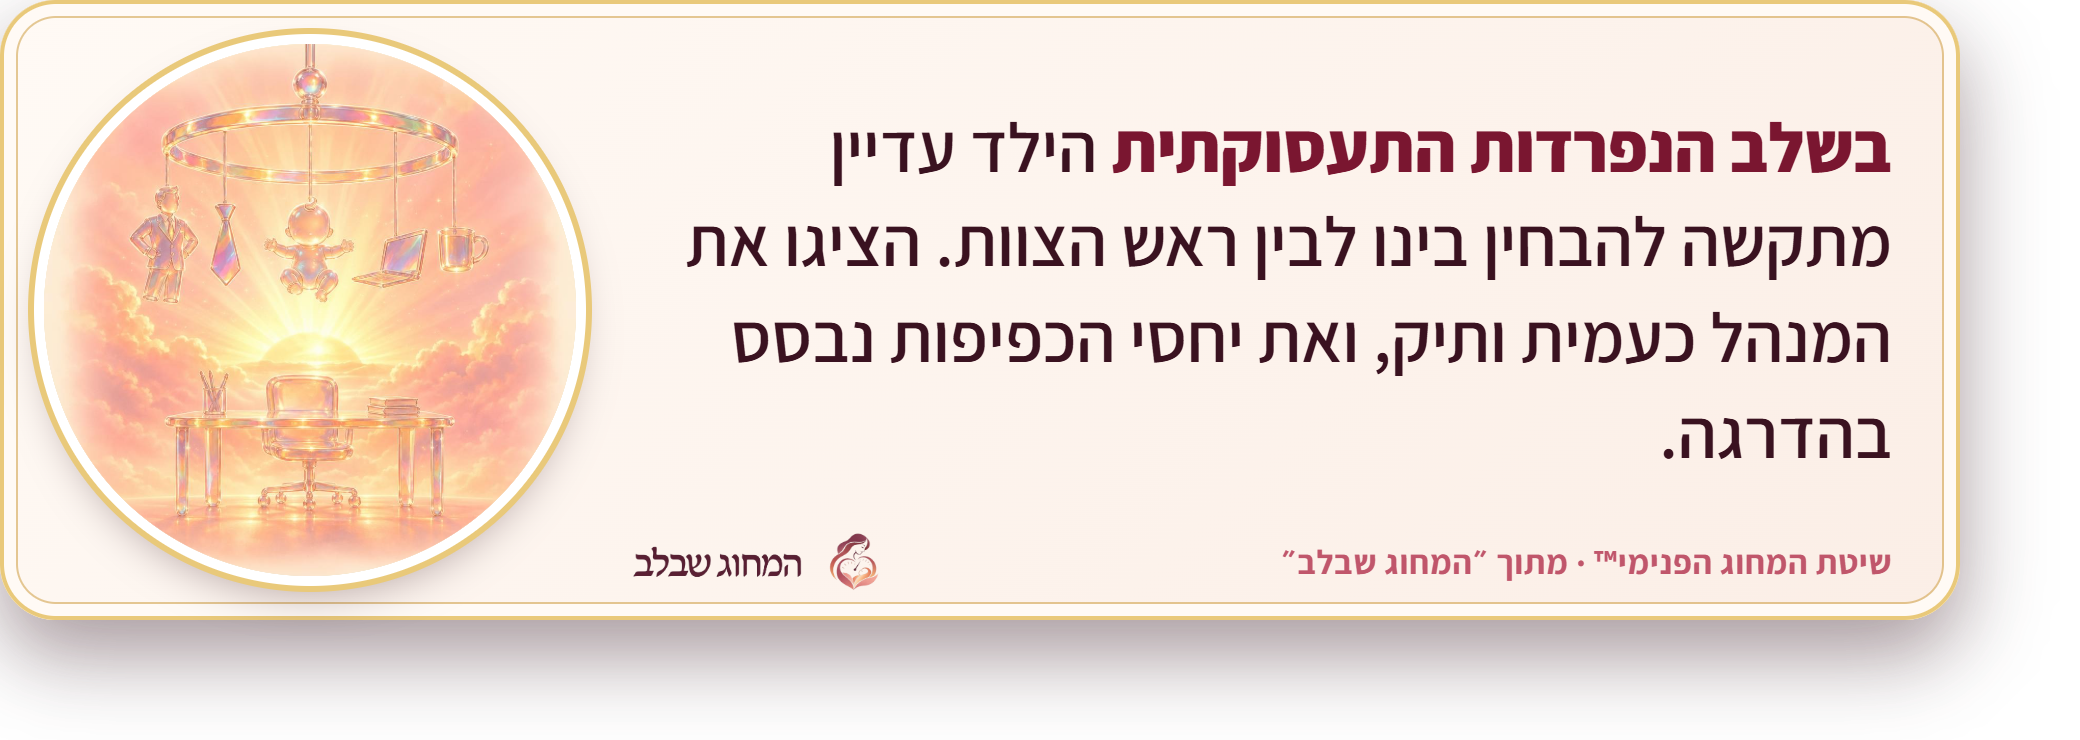 בשלב הנפרדות התעסוקתית הילד עדיין
מתקשה להבחין בינו לבין ראש הצוות. הציגו את
המנהל כעמית ותיק, ואת יחסי הכפיפות נבסס
בהדרגה.
שיטת המחוג הפנימי™ · מתוך ״המחוג שבלב״
המחוג שבלב